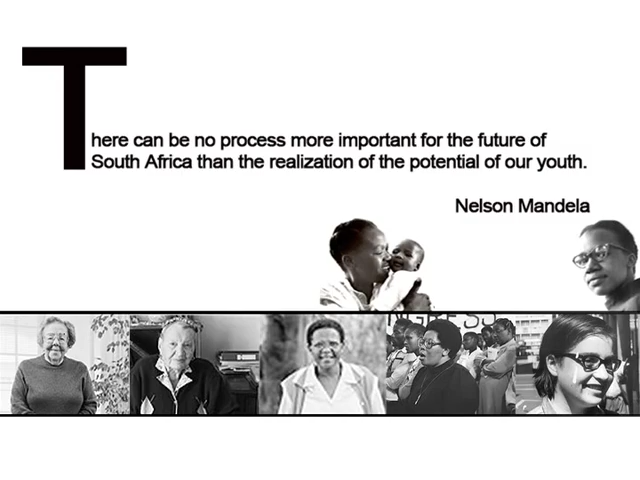 There can be no process more important for the future of
South Africa than the realization of the potential of our youth.
Nelson Mandela
NGRESS